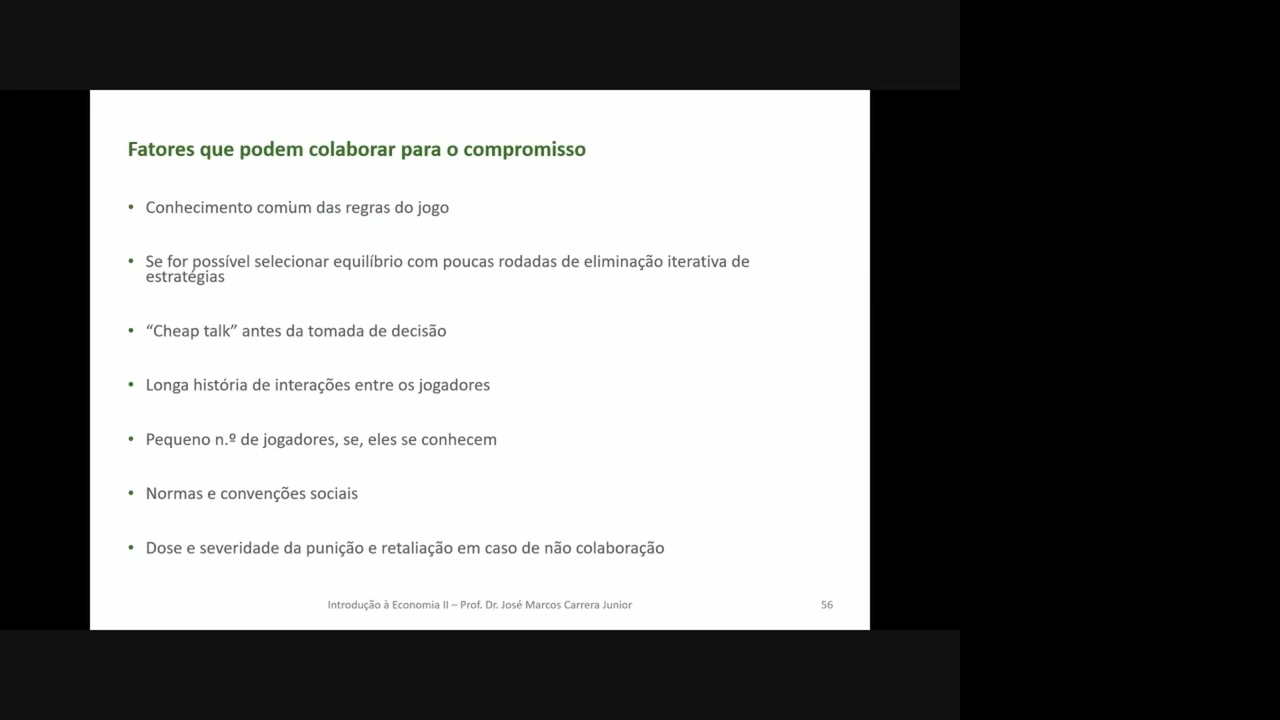 Fatores que podem colaborar para o compromisso
• Conhecimento comum das regras do jogo
• Se for possível selecionar equilíbrio com poucas rodadas de eliminação iterativa de
estratégias
• “Cheap talk” antes da tomada de decisão
• Longa história de interações entre os jogadores
• Pequeno n.º de jogadores, se, eles se conhecem
• Normas e convenções sociais
• Dose e severidade da punição e retaliação em caso de não colaboração
Introdução à Economia II – Prof. Dr. José Marcos Carrera Junior
56